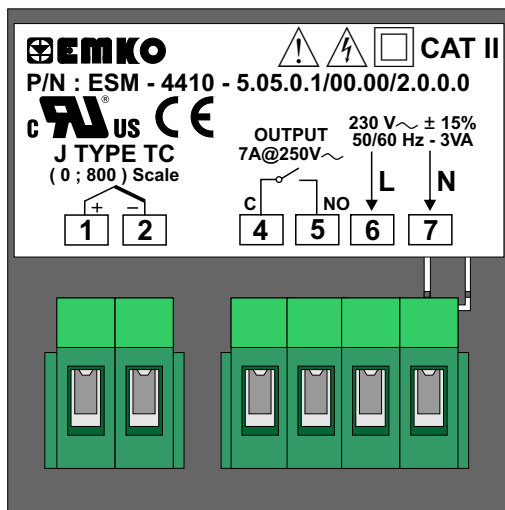 EMKO
CAT II
P/N : ESM - 4410 - 5.05.0.1/00.00/2.0.0.0
C RU ® US CE
J TYPE TC
( 0 ; 800 ) Scale
OUTPUT
7A@250V~
230 V~ ± 15%
50/60 Hz - 3VA
L N
C NO
+ −
1 2 4 5 6 7